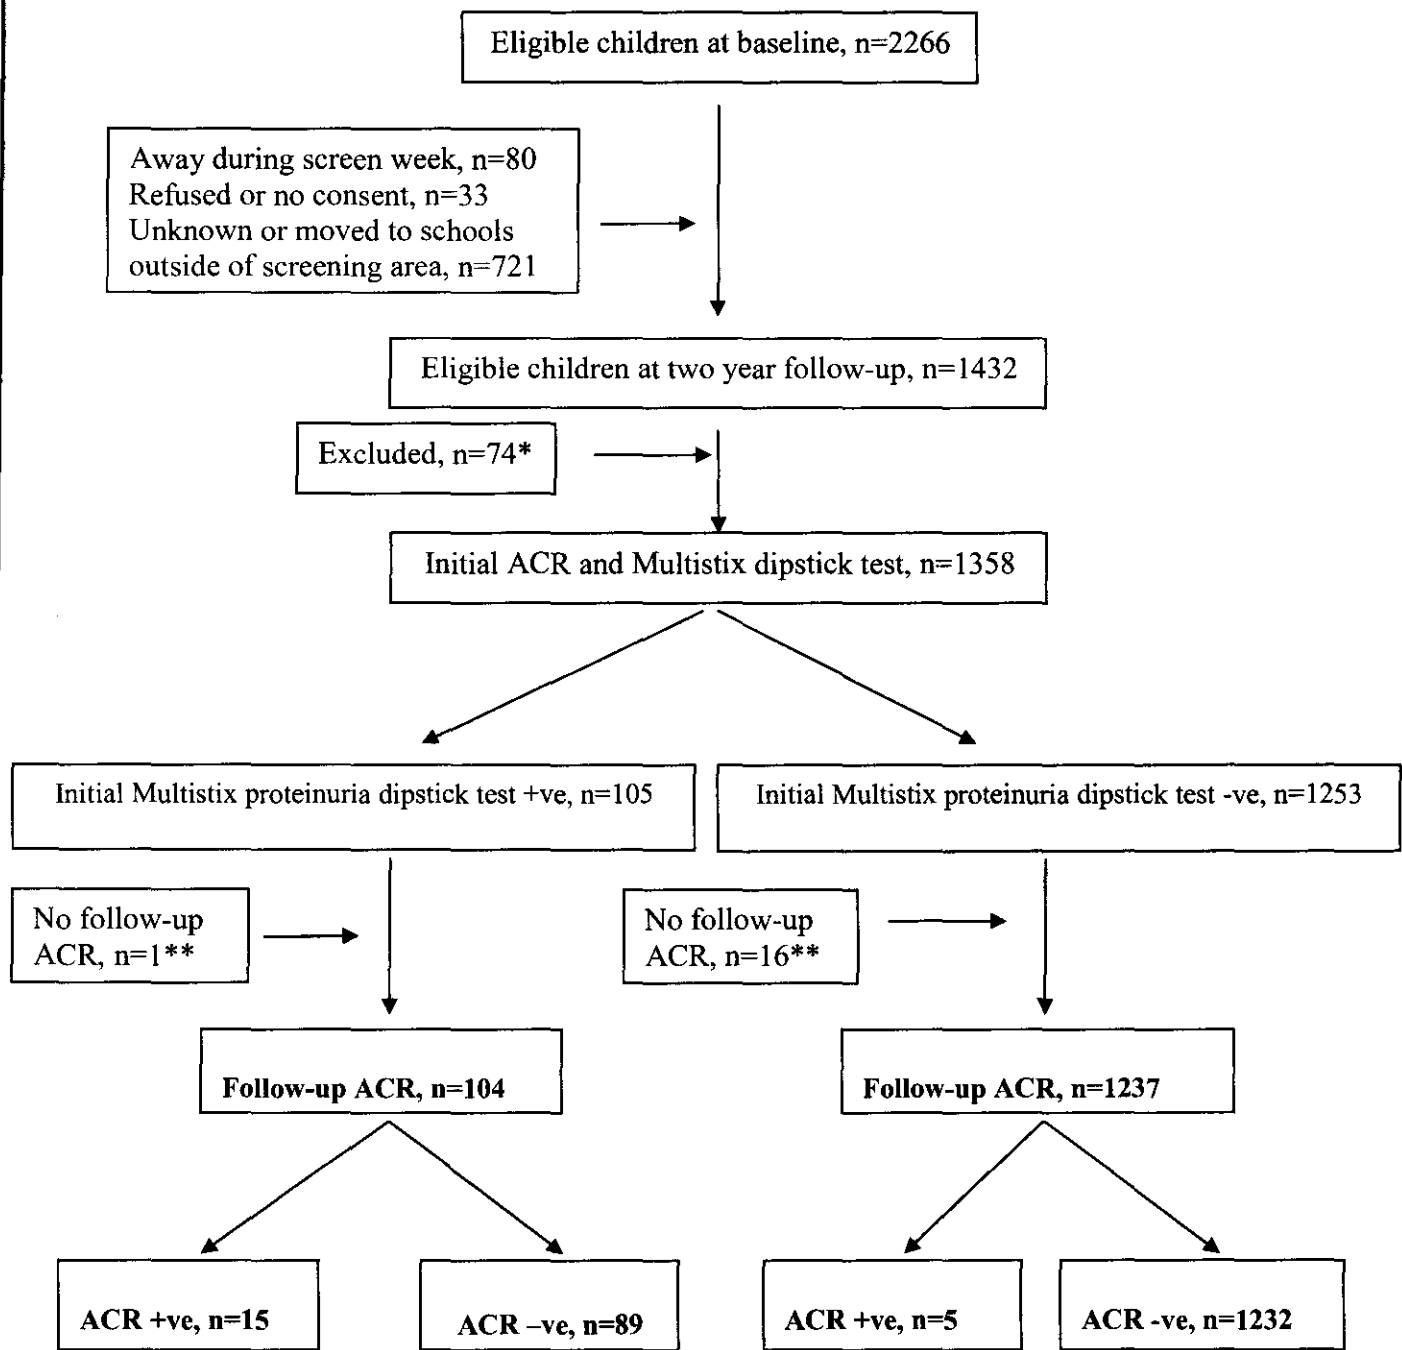 Eligible children at baseline, n=2266
Away during screen week, n=80
Refused or no consent, n=33
Unknown or moved to schools
outside of screening area, n=721
Eligible children at two year follow-up, n=1432
Excluded, n=74*
Initial ACR and Multistix dipstick test, n=1358
Initial Multistix proteinuria dipstick test +ve, n=105
Initial Multistix proteinuria dipstick test -ve, n=1253
No follow-up
ACR, n=1**
No follow-up
ACR, n=16**
Follow-up ACR, n=104
Follow-up ACR, n=1237
ACR +ve, n=15
ACR –ve, n=89
ACR +ve, n=5
ACR -ve, n=1232